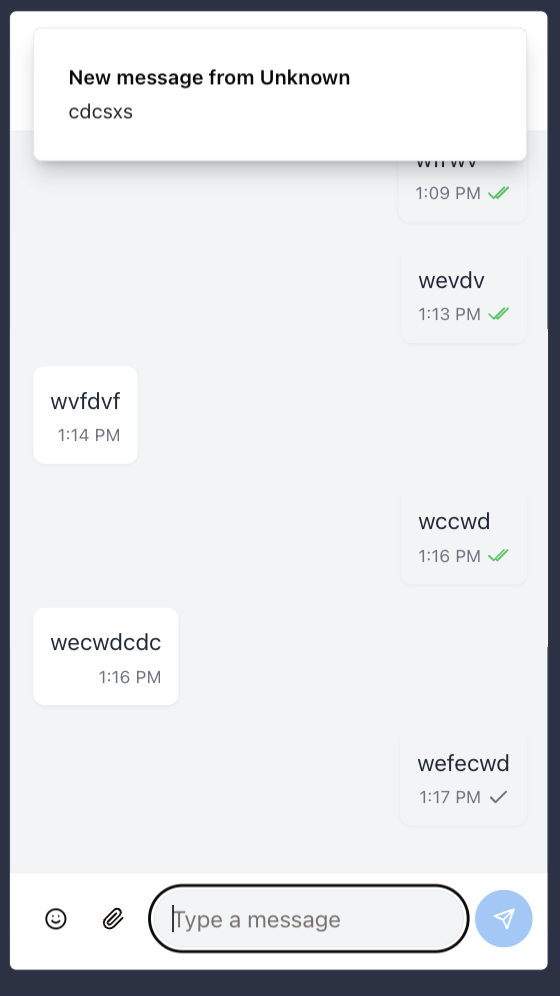 New message from Unknown
cdcsxs
1:09 PM
wevdv
1:13 PM
wvfdvf
1:14 PM
wccwd
1:16 PM
wecwdcdc
1:16 PM
wefecwd
1:17 PM
Type a message